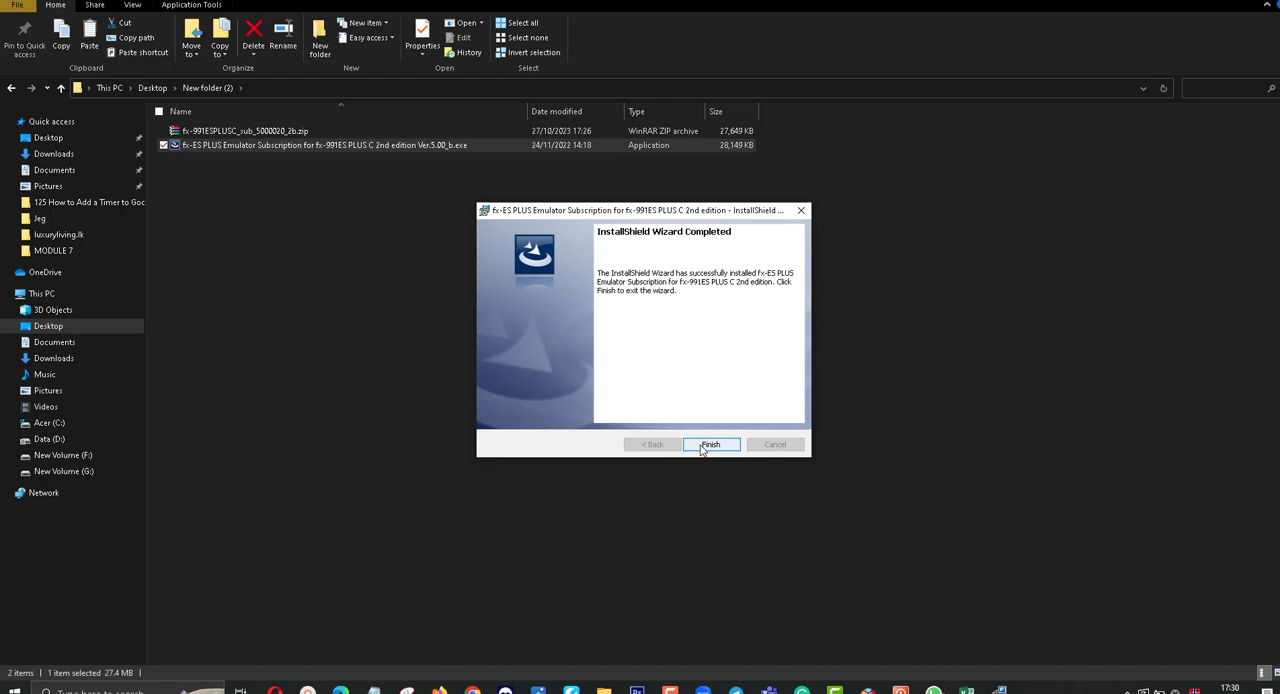 File Home Share View Application Tools
Pin to Quick access
Copy
Paste
Cut
Copy path
Paste shortcut
Move to
Copy to
Delete
Rename
New folder
New item
Easy access
Properties
Open
Edit
History
Select all
Select none
Invert selection
Clipboard Organize New Open Select
This PC Desktop New folder (2)
Name Date modified Type Size
fx-991ESPLUSC_sub_5000020_2b.zip 27/10/2023 17:26 WinRAR ZIP archive 27,649 KB
fx-ES PLUS Emulator Subscription for fx-991ES PLUS C 2nd edition Ver.5.00_b.exe 24/11/2022 14:18 Application 28,149 KB
Quick access
Desktop
Downloads
Documents
Pictures
125 How to Add a Timer to Goc
Jeg
luxuryliving.lk
MODULE 7
OneDrive
This PC
3D Objects
Desktop
Documents
Downloads
Music
Pictures
Videos
Acer (C:)
Data (D:)
New Volume (F:)
New Volume (G:)
Network
fx-ES PLUS Emulator Subscription for fx-991ES PLUS C 2nd edition - InstallShield ...
InstallShield Wizard Completed
The InstallShield Wizard has successfully installed fx-ES PLUS
Emulator Subscription for fx-991ES PLUS C 2nd edition. Click
Finish to exit the wizard.
< Back Finish Cancel
2 items 1 item selected 27.4 MB
Type here to search
17:30